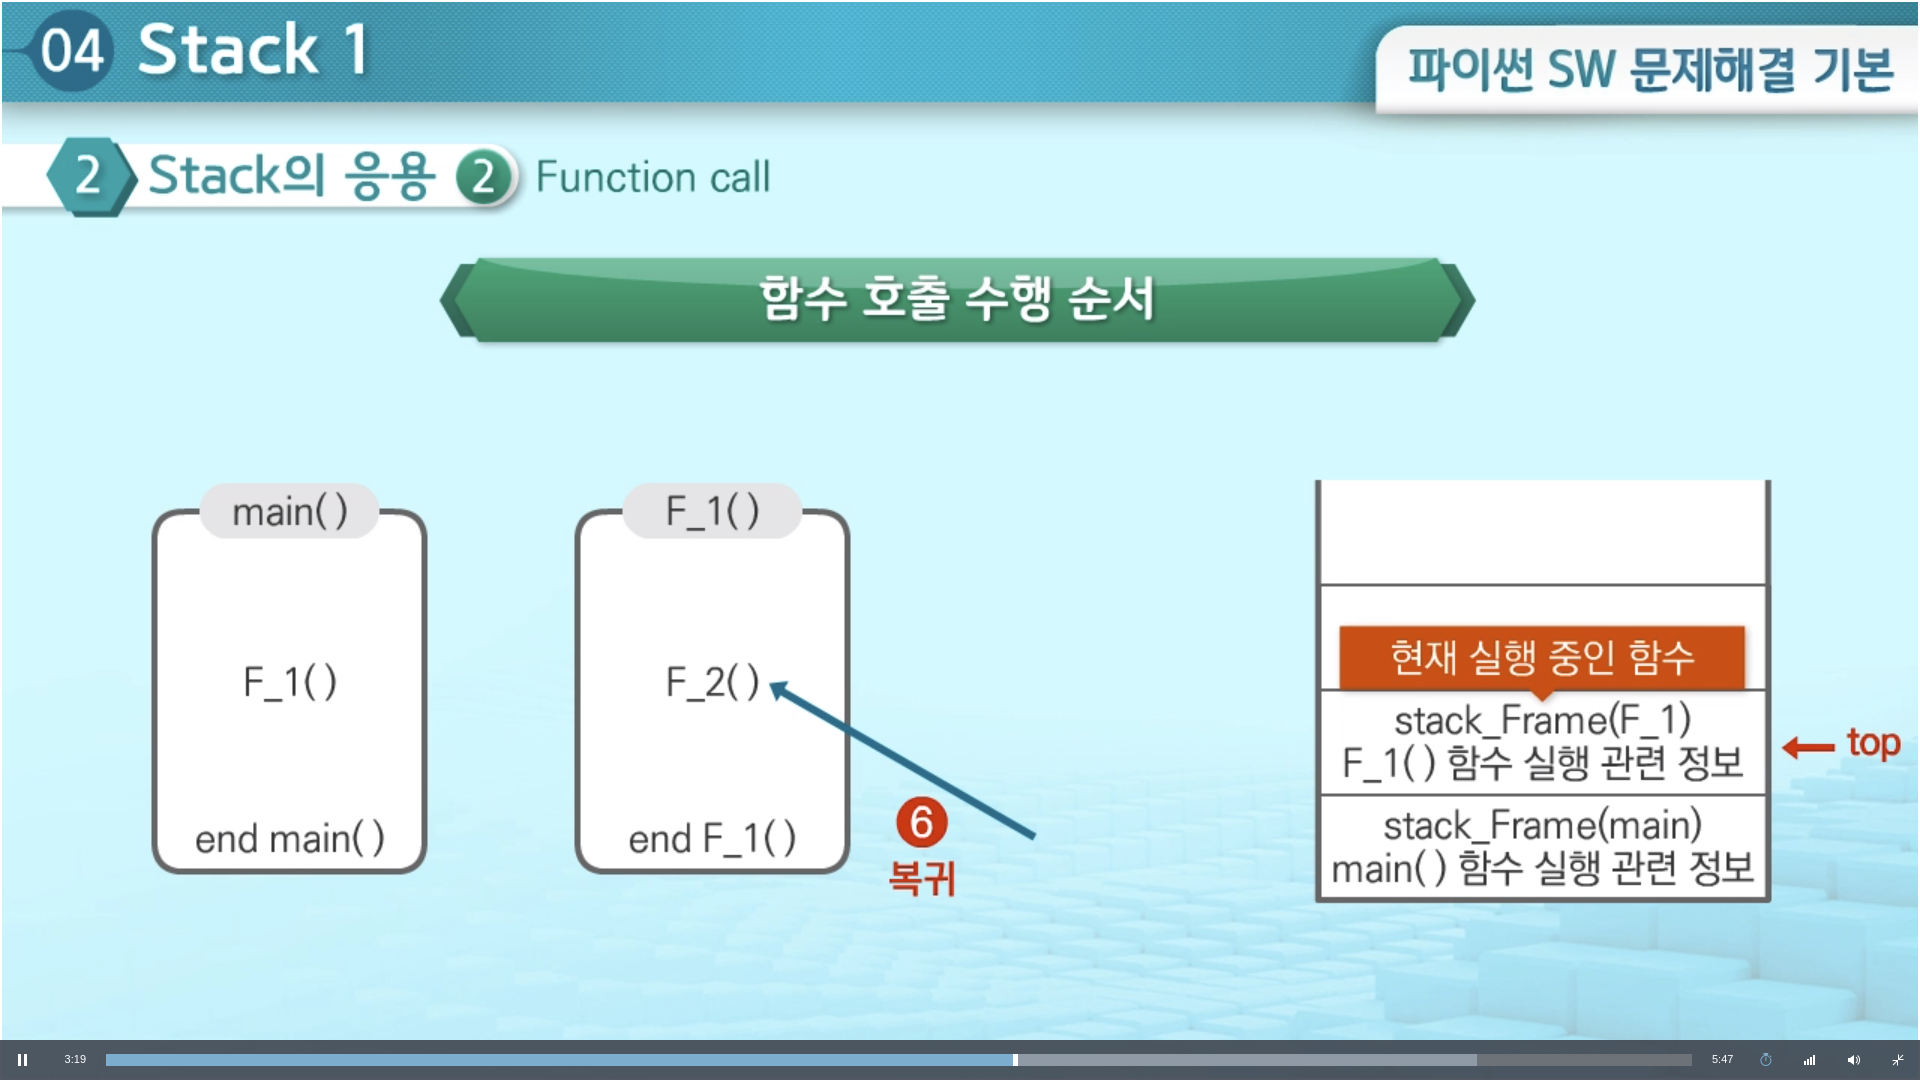 04 Stack 1
파이썬 SW 문제해결 기본
2 Stack의 응용 2 Function call
함수 호출 수행 순서
main( )
F_1( )
end main( )
F_1( )
F_2( )
end F_1( )
6
복귀
현재 실행 중인 함수
stack_Frame(F_1)
F_1( ) 함수 실행 관련 정보
top
stack_Frame(main)
main( ) 함수 실행 관련 정보
3:19
5:47